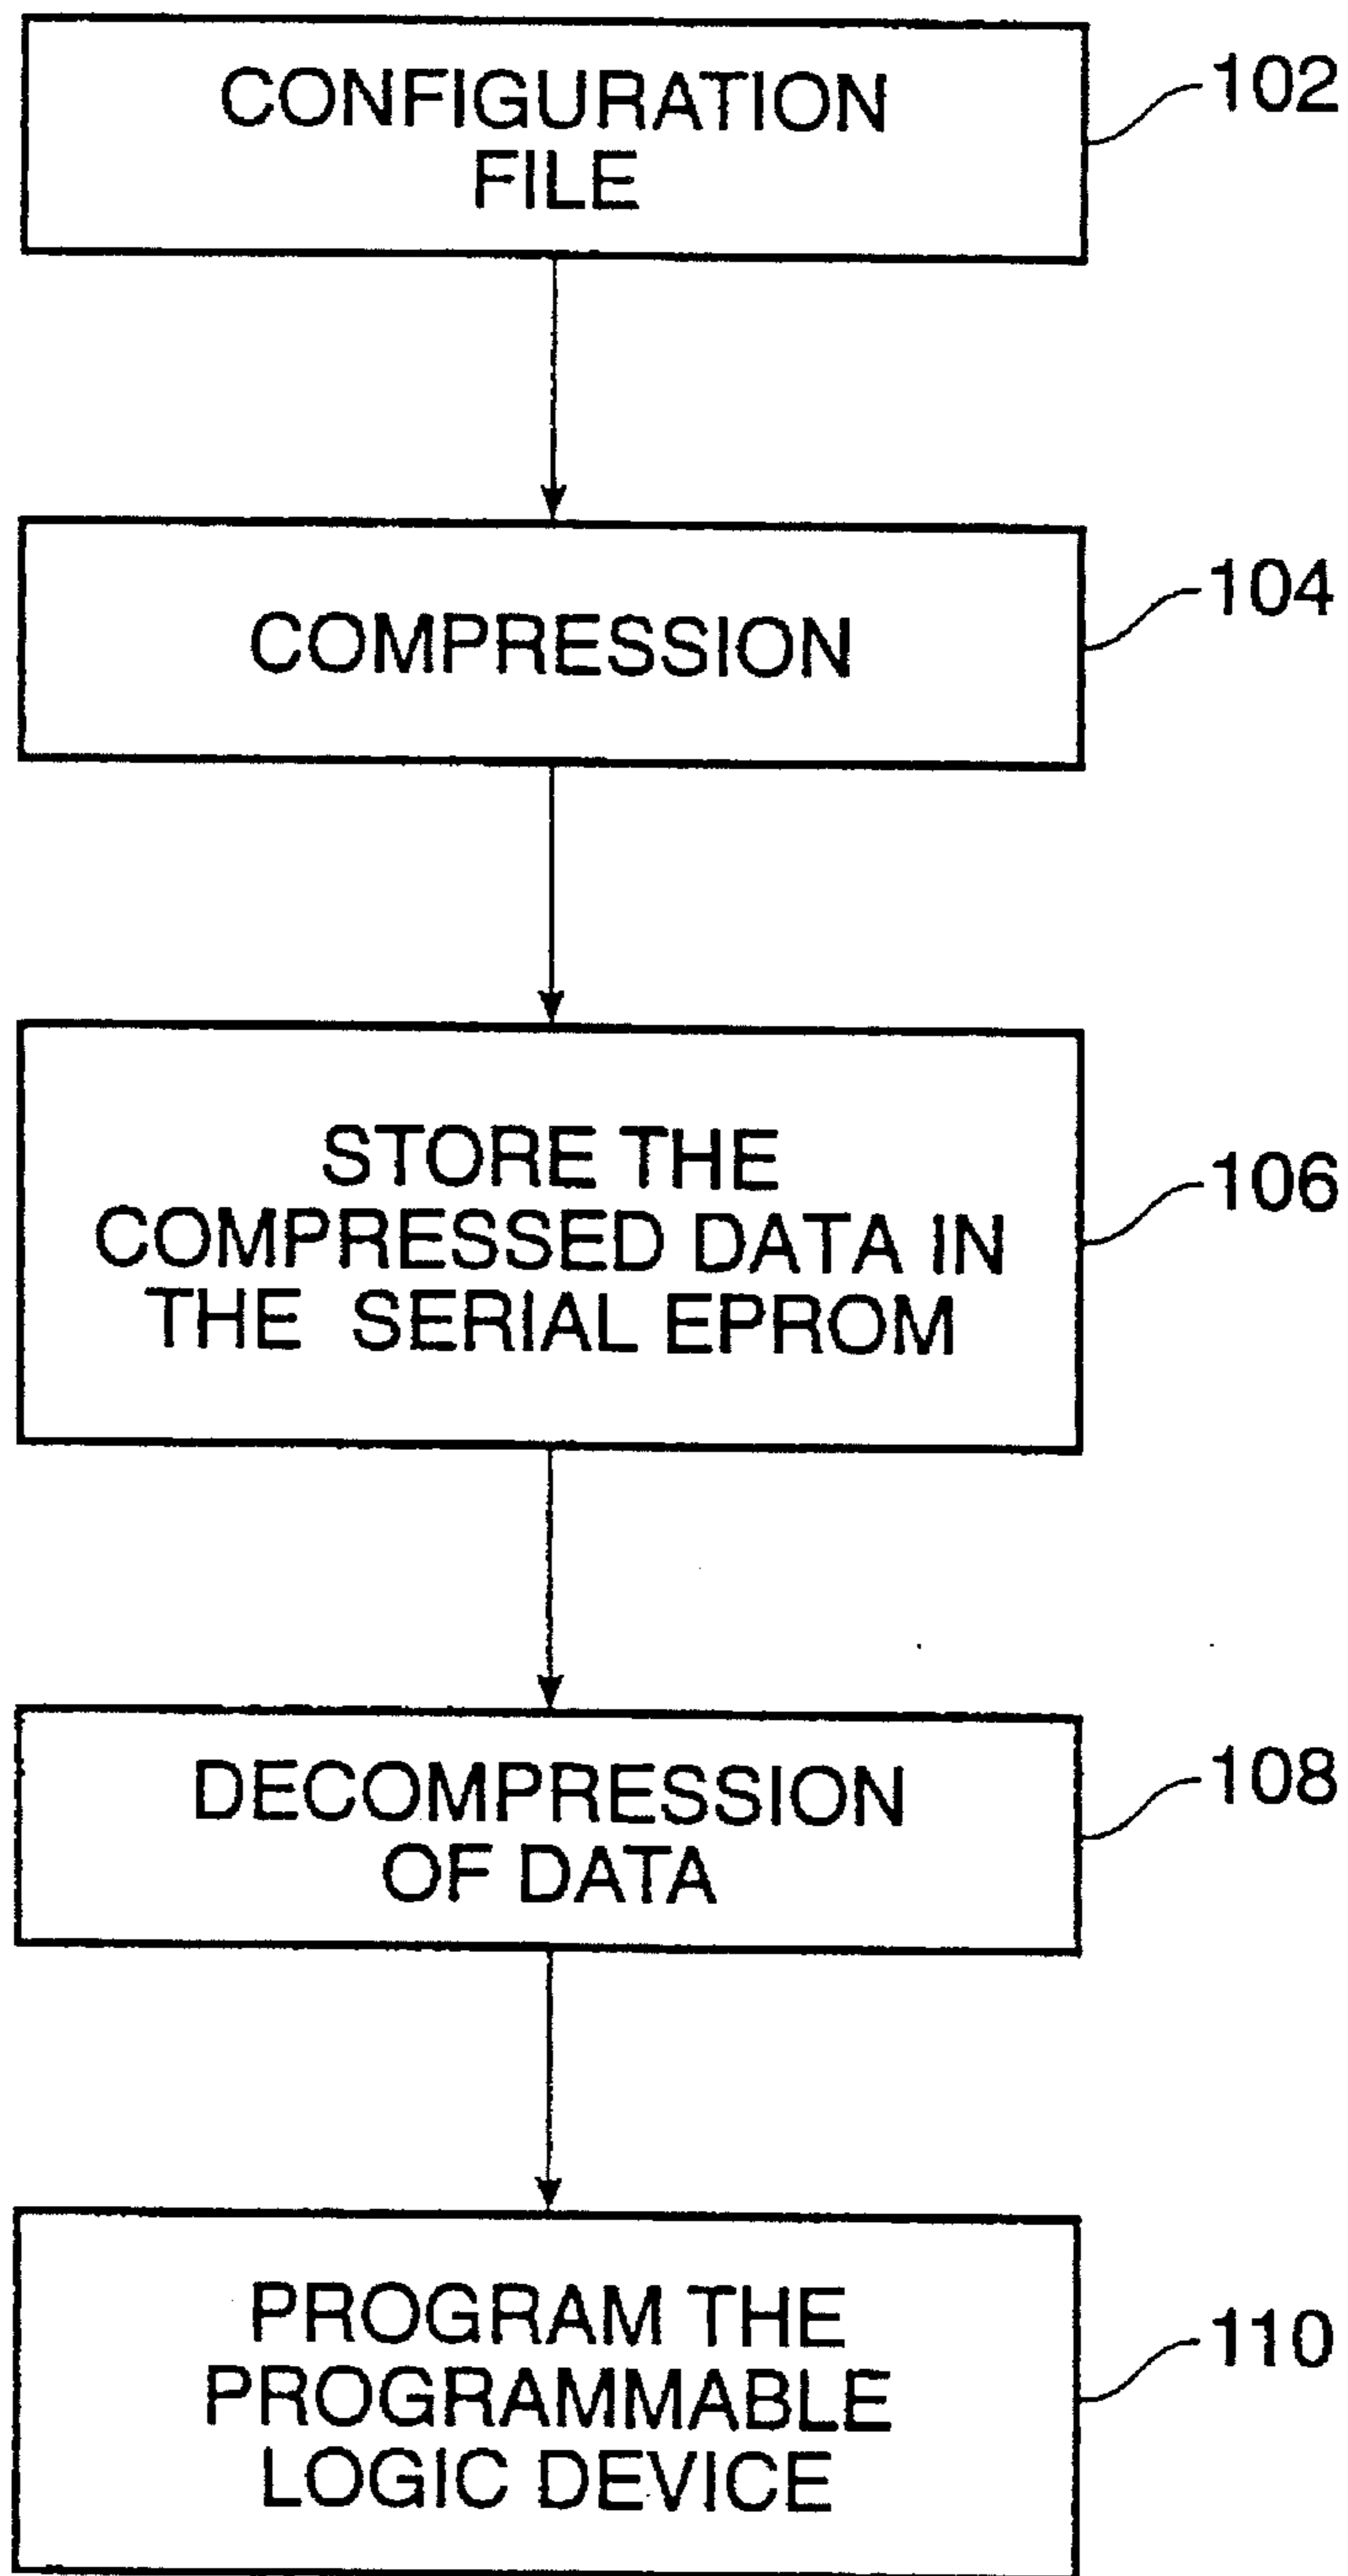 CONFIGURATION
FILE
102
COMPRESSION
104
STORE THE
COMPRESSED DATA IN
THE SERIAL EPROM
106
DECOMPRESSION
OF DATA
108
PROGRAM THE
PROGRAMMABLE
LOGIC DEVICE
110